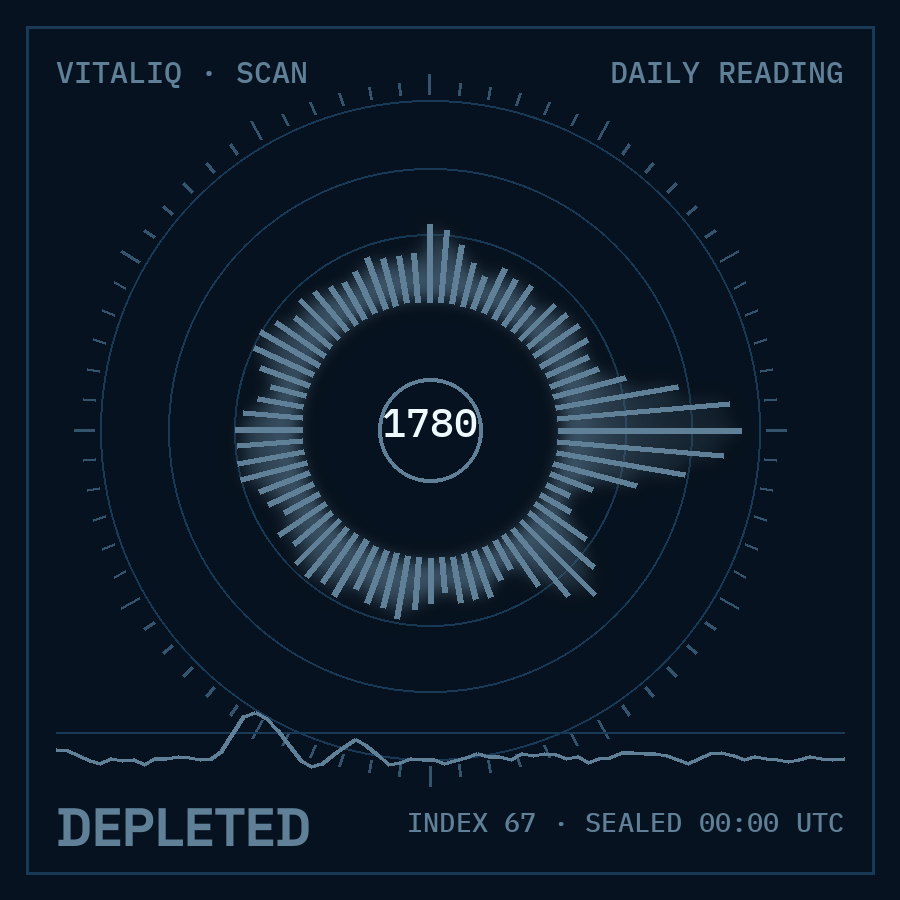 VITALIQ · SCAN
DAILY READING
1780
DEPLETED
INDEX 67 · SEALED 00:00 UTC